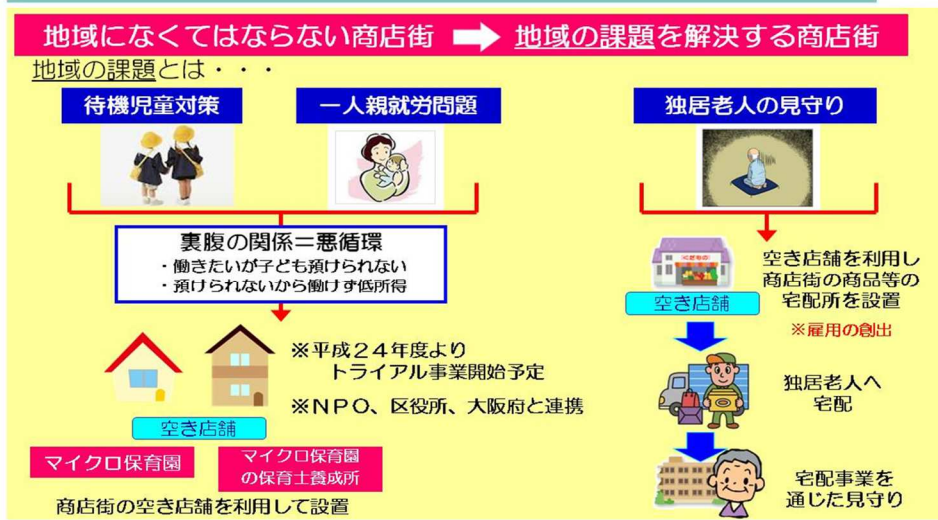 地域になくてはならない商店街 ➡ 地域の課題を解決する商店街
地域の課題とは・・・
待機児童対策
一人親就労問題
裏腹の関係＝悪循環
・働きたいが子ども預けられない
・預けられないから働けず低所得
※平成２４年度より
トライアル事業開始予定
※ＮＰＯ、区役所、大阪府と連携
空き店舗
マイクロ保育園
マイクロ保育園
の保育士養成所
商店街の空き店舗を利用して設置
独居老人の見守り
くだもの
空き店舗
空き店舗を利用し
商店街の商品等の
宅配所を設置
※雇用の創出
独居老人へ
宅配
宅配事業を
通じた見守り